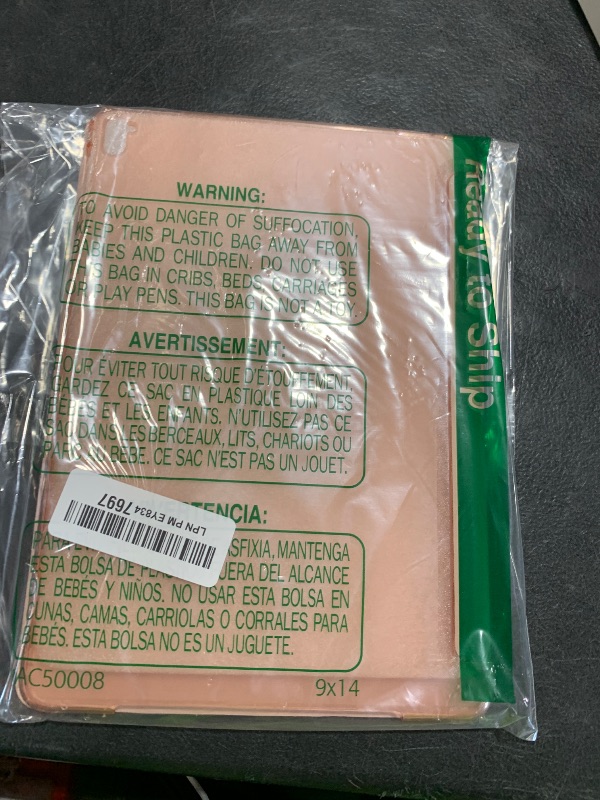 WARNING:
TO AVOID DANGER OF SUFFOCATION,
KEEP THIS PLASTIC BAG AWAY FROM
BABIES AND CHILDREN. DO NOT USE
THIS BAG IN CRIBS, BEDS, CARRIAGES
OR PLAY PENS. THIS BAG IS NOT A TOY.
AVERTISSEMENT:
POUR ÉVITER TOUT RISQUE D'ÉTOUFFEMENT,
GARDEZ CE SAC EN PLASTIQUE LOIN DES
BÉBÉS ET LES ENFANTS. N'UTILISEZ PAS CE
SAC DANS LES BERCEAUX, LITS, CHARIOTS OU
PARC AU BÉBÉ. CE SAC N'EST PAS UN JOUET.
LPN PM EY834 7697
TENCIA:
PARA ASFIXIA, MANTENGA
ESTA BOLSA DE FUERA DEL ALCANCE
DE BEBÉS Y NIÑOS. NO USAR ESTA BOLSA EN
CUNAS, CAMAS, CARRIOLAS O CORRALES PARA
BEBÉS. ESTA BOLSA NO ES UN JUGUETE.
AC50008 9x14
Ready to Ship